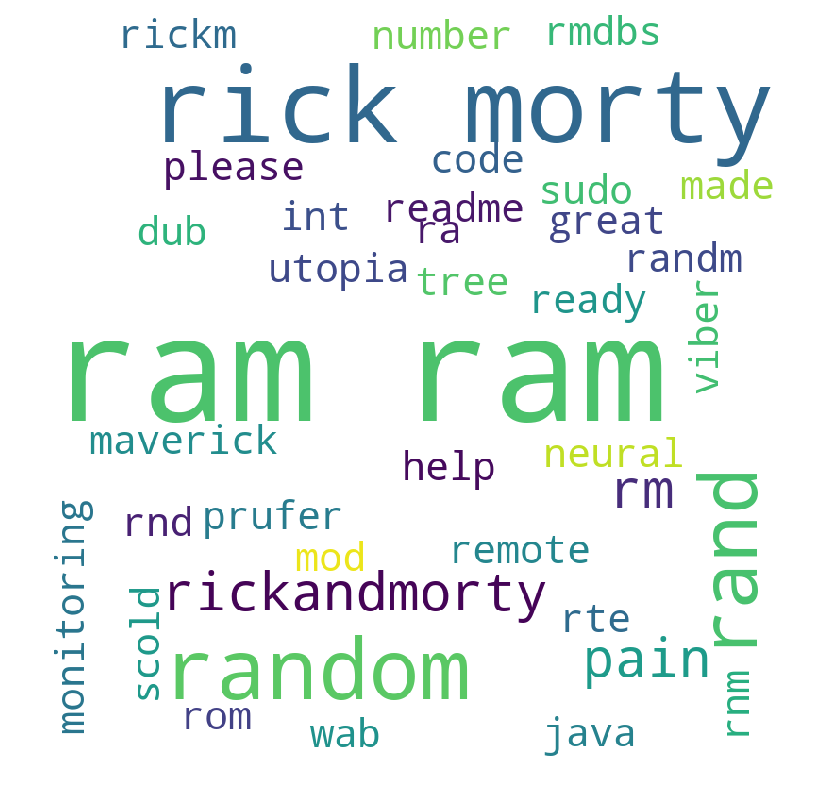 rickm
number
rmdbs
rick morty
please
code
sudo
made
dub
int
readme
ra
great
utopia
tree
randm
ready
viber
ram ram
maverick
help
neural
rm
rand
monitoring
rnd
prufer
mod
remote
scold
rickandmorty
rte
random
pain
rnm
rom
wab
java